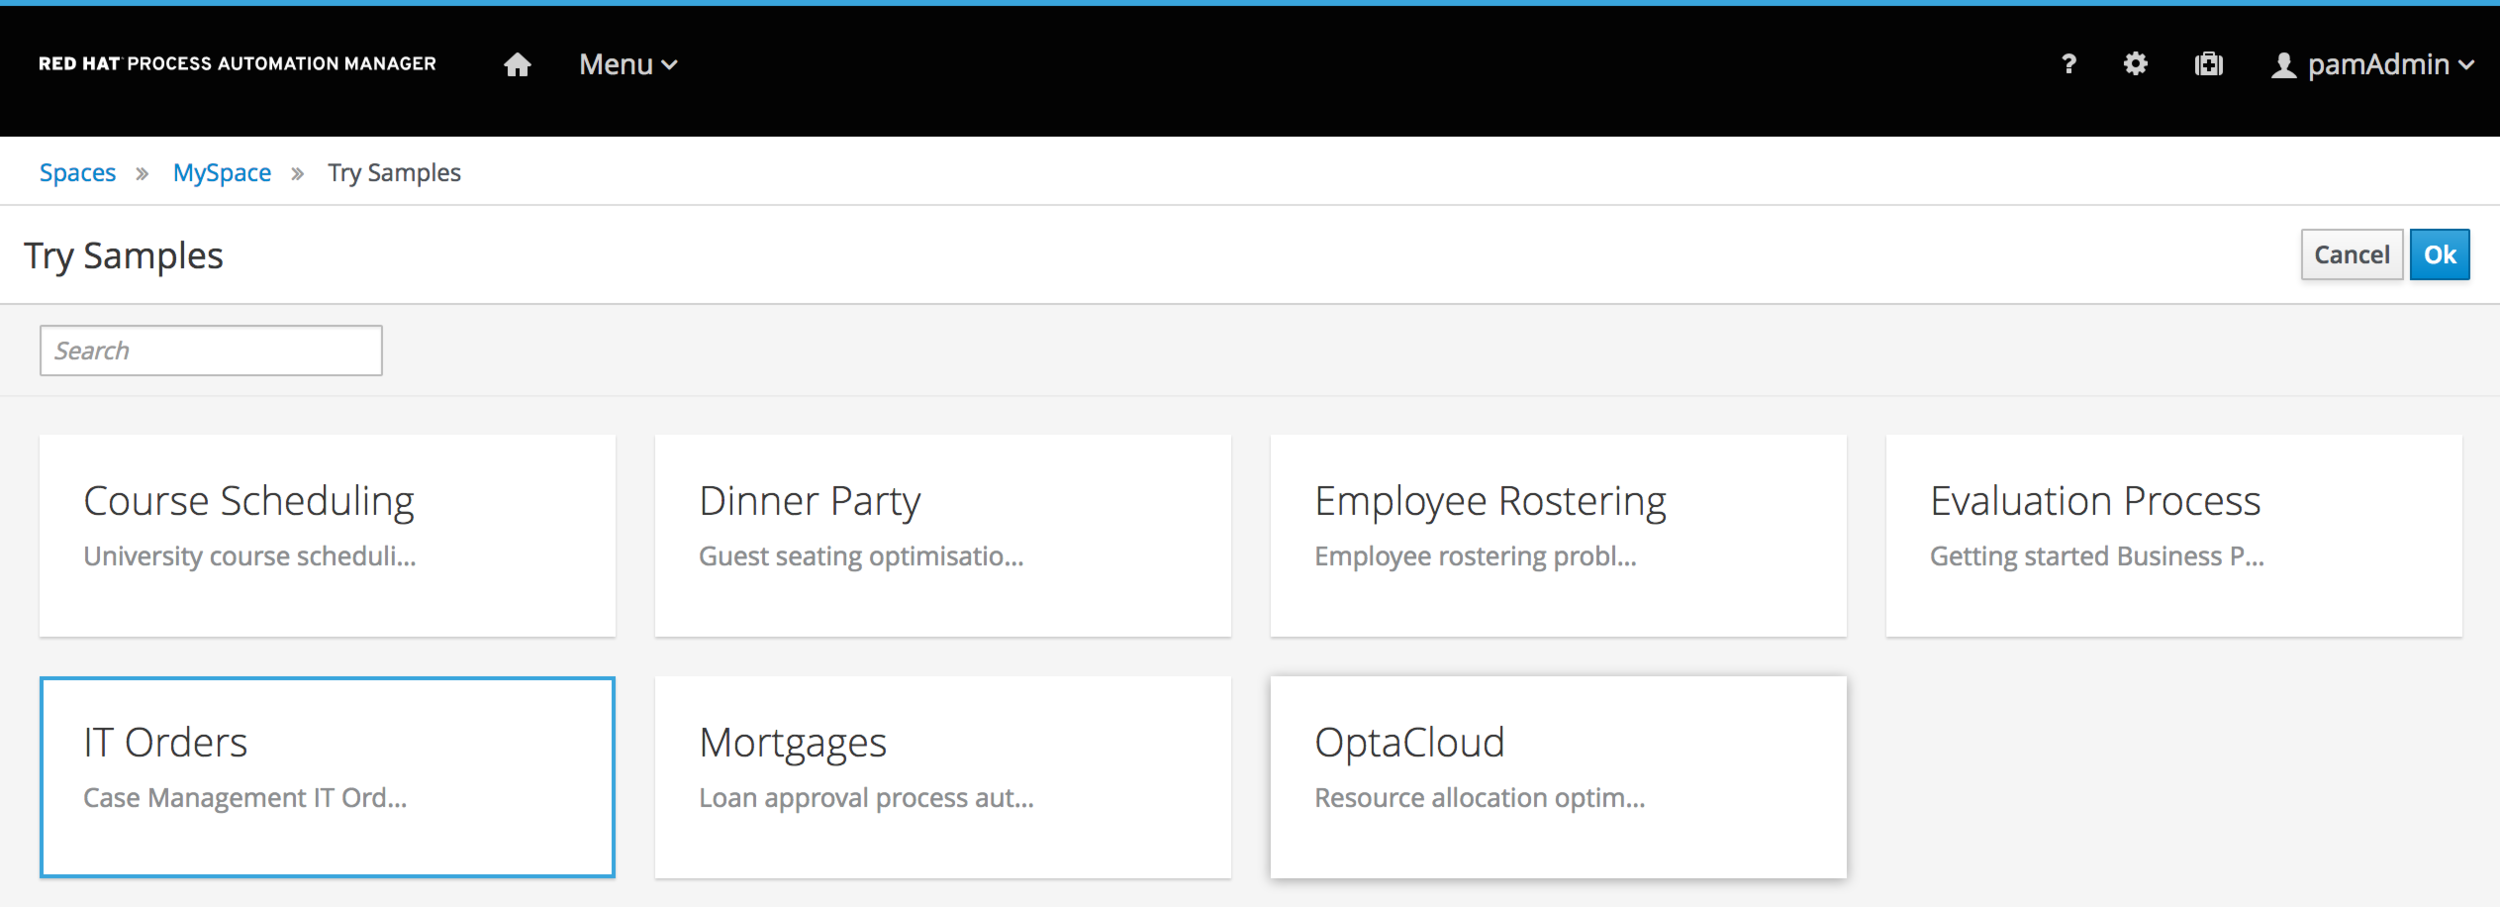 RED HAT PROCESS AUTOMATION MANAGER Menu ? pamAdmin
Spaces » MySpace » Try Samples
Try Samples Cancel Ok
Search
Course Scheduling
University course scheduli...
Dinner Party
Guest seating optimisatio...
Employee Rostering
Employee rostering probl...
Evaluation Process
Getting started Business P...
IT Orders
Case Management IT Ord...
Mortgages
Loan approval process aut...
OptaCloud
Resource allocation optim...